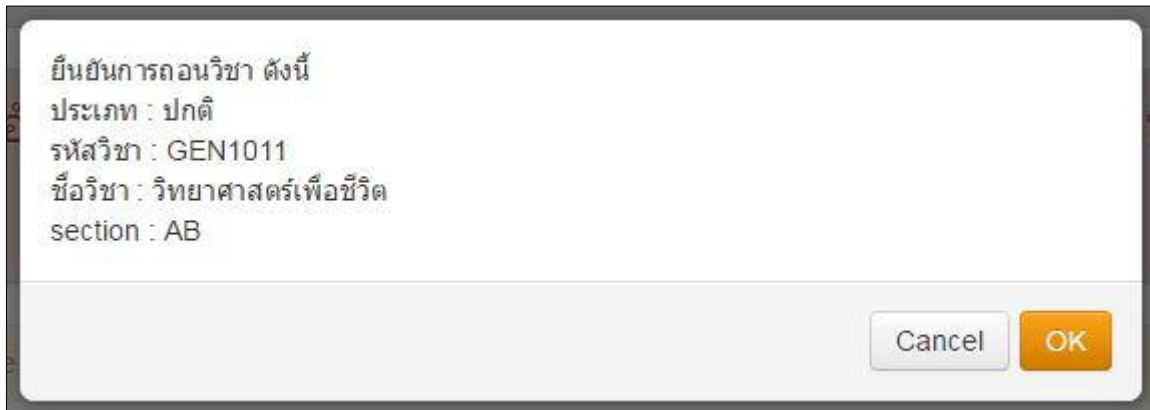 ยืนยันการถอนวิชา ดังนี้
ประเภท : ปกติ
รหัสวิชา : GEN1011
ชื่อวิชา : วิทยาศาสตร์เพื่อชีวิต
section : AB
Cancel
OK